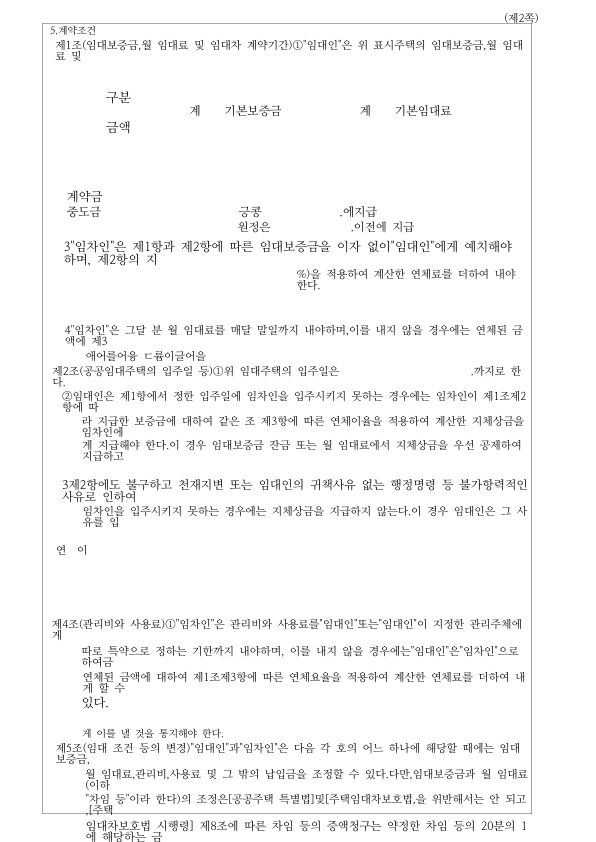 (제2쪽)
5.계약조건
제1조(임대보증금,월 임대료 및 임대차 계약기간)①"임대인"은 위 표시주택의 임대보증금,월 임대
료 및
구분
계 기본보증금 계 기본임대료
금액
계약금
중도금 긍콩 .에지급
원정은 .이전에 지급
3"임차인"은 제1항과 제2항에 따른 임대보증금을 이자 없이"임대인"에게 예치해야
하며, 제2항의 지
%)을 적용하여 계산한 연체료를 더하여 내야
한다.
4"임차인"은 그달 분 월 임대료를 매달 말일까지 내야하며,이를 내지 않을 경우에는 연체된 금
액에 제3
애어를어용 ㄷ륨이글어을
제2조(공공임대주택의 입주일 등)①위 임대주택의 입주일은 .까지로 한
다.
②임대인은 제1항에서 정한 입주일에 임차인을 입주시키지 못하는 경우에는 임차인이 제1조제2
항에 따
라 지급한 보증금에 대하여 같은 조 제3항에 따른 연체이율을 적용하여 계산한 지체상금을
임차인에
게 지급해야 한다.이 경우 임대보증금 잔금 또는 월 임대료에서 지체상금을 우선 공제하여
지급하고
3제2항에도 불구하고 천재지변 또는 임대인의 귀책사유 없는 행정명령 등 불가항력적인
사유로 인하여
임차인을 입주시키지 못하는 경우에는 지체상금을 지급하지 않는다.이 경우 임대인은 그 사
유를 입
연 이
제4조(관리비와 사용료)①"임차인"은 관리비와 사용료를"임대인"또는"임대인"이 지정한 관리주체에
게
따로 특약으로 정하는 기한까지 내야하며, 이를 내지 않을 경우에는"임대인"은"임차인"으로
하여금
연체된 금액에 대하여 제1조제3항에 따른 연체요율을 적용하여 계산한 연체료를 더하여 내
게 할 수
있다.
게 이를 낼 것을 통지해야 한다.
제5조(임대 조건 등의 변경)"임대인"과"임차인"은 다음 각 호의 어느 하나에 해당할 때에는 임대
보증금,
월 임대료,관리비,사용료 및 그 밖의 납입금을 조정할 수 있다.다만,임대보증금과 월 임대료
(이하
"차임 등"이라 한다)의 조정은[공공주택 특별법]및[주택임대차보호법,을 위반해서는 안 되고
,[주택
임대차보호법 시행령] 제8조에 따른 차임 등의 증액청구는 약정한 차임 등의 20분의 1
에 해당하는 금